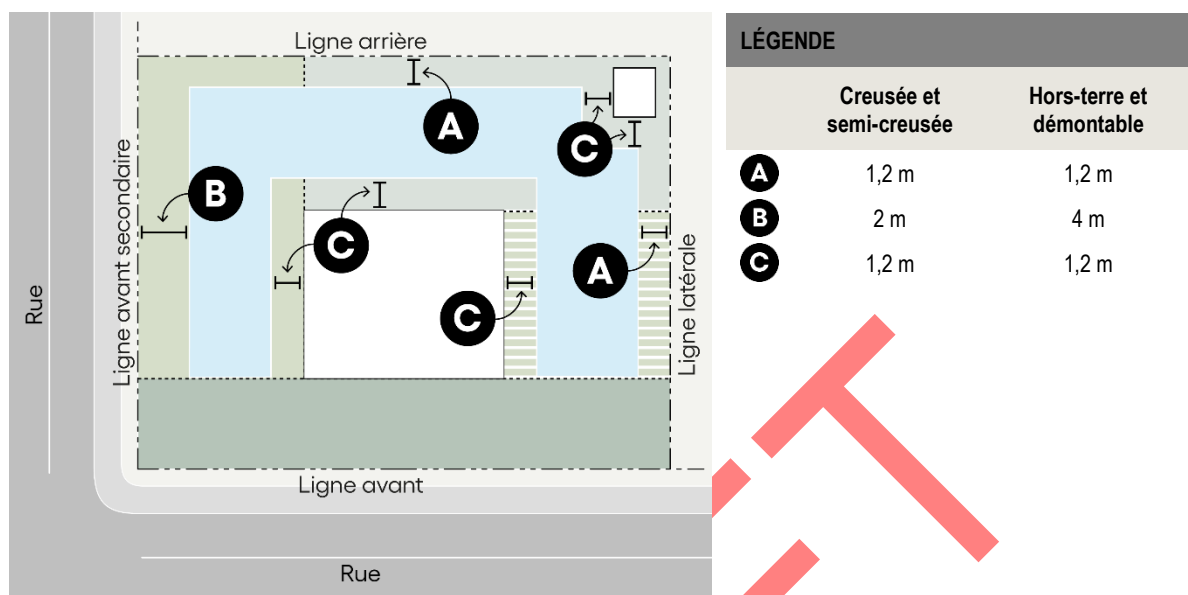 Ligne arrière
A
C
B
C
A
C
Ligne avant secondaire
Ligne latérale
Rue
Ligne avant
Rue
LÉGENDE
Creusée et
semi-creusée
Hors-terre et
démontable
A 1,2 m 1,2 m
B 2 m 4 m
C 1,2 m 1,2 m